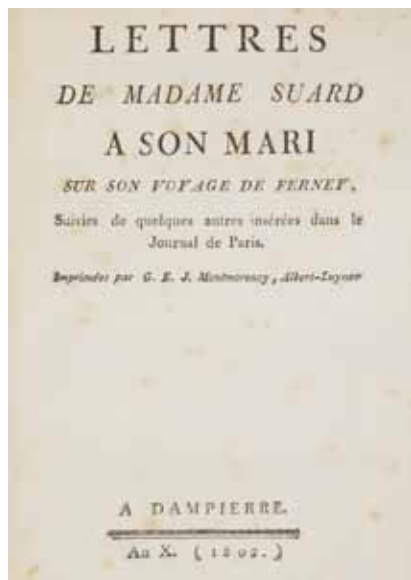 LETTRES
DE MADAME SUARD
A SON MARI
SUR SON VOYAGE DE FERNEY,
Suivies de quelques autres insérées dans le
Journal de Paris.
Imprimées par G. E. J. Montmorency, Albert-Luynes
A DAMPIERRE.
An X. (1802.)